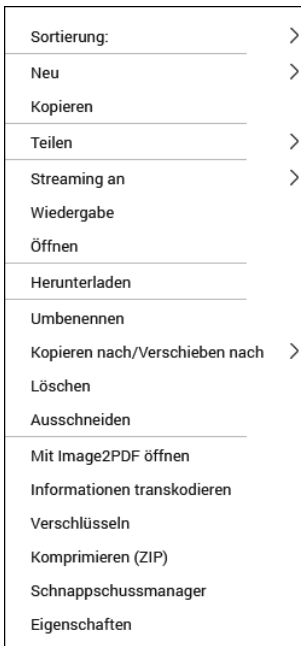 Sortierung:
Neu
Kopieren
Teilen
Streaming an
Wiedergabe
Öffnen
Herunterladen
Umbenennen
Kopieren nach/Verschieben nach
Löschen
Ausschneiden
Mit Image2PDF öffnen
Informationen transkodieren
Verschlüsseln
Komprimieren (ZIP)
Schnappschussmanager
Eigenschaften